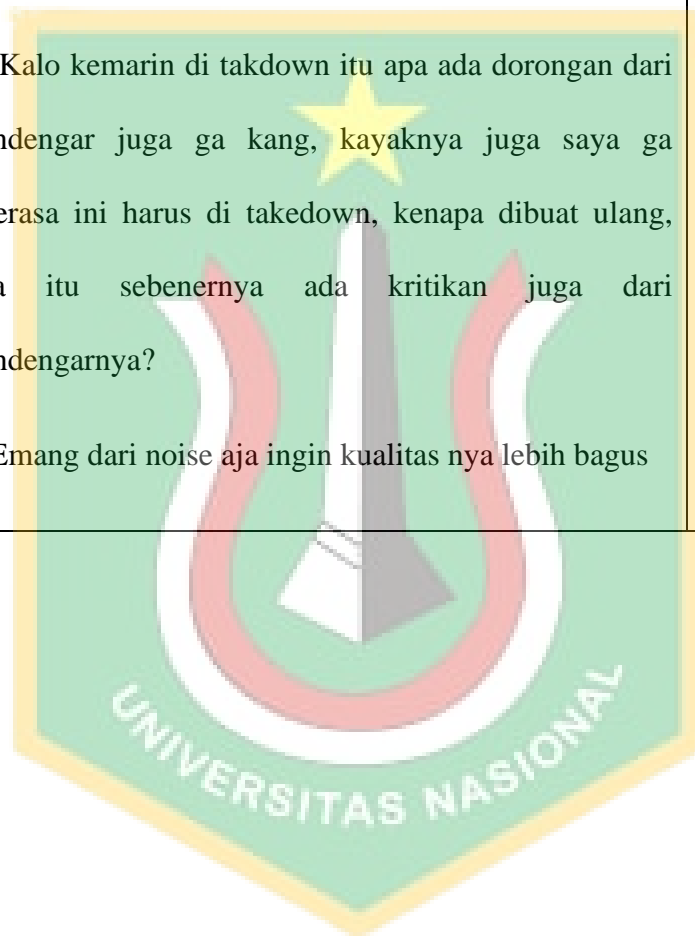 Kalo kemarin di takdown itu apa ada dorongan dari
ndengar juga ga kang, kayaknya juga saya ga
erasa ini harus di takedown, kenapa dibuat ulang,
a itu sebenernya ada kritikan juga dari
ndengarnya?
Emang dari noise aja ingin kualitas nya lebih bagus
UNIVERSITAS NASIONAL